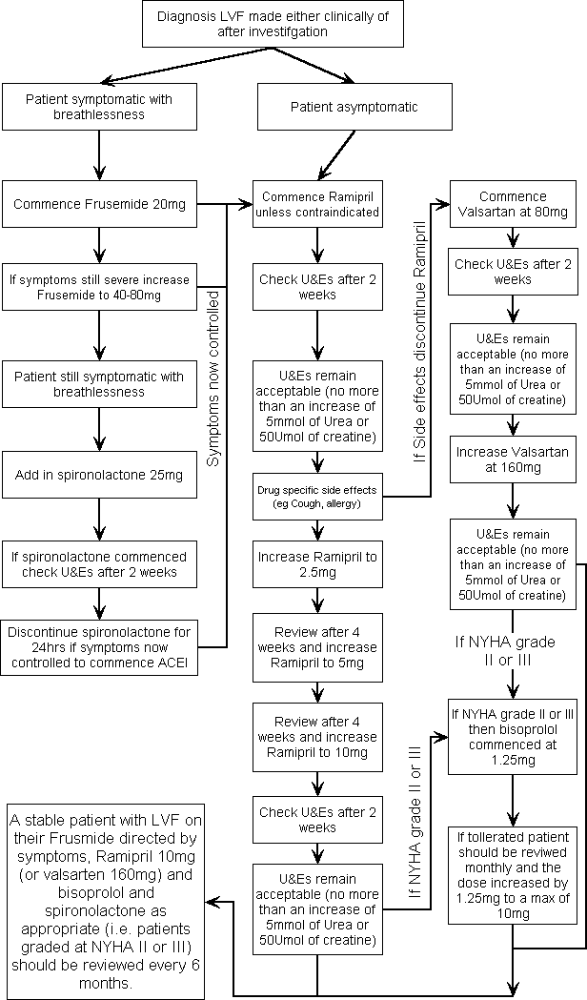 Diagnosis LVF made either clinically of
after investifgation
Patient symptomatic with
breathlessness
Patient asymptomatic
Commence Frusemide 20mg
If symptoms still severe increase
Frusemide to 40-80mg
Patient still symptomatic with
breathlessness
Add in spironolactone 25mg
If spironolactone commenced
check U&Es after 2 weeks
Discontinue spironolactone for
24hrs if symptoms now
controlled to commence ACEI
Symptoms now controlled
Commence Ramipril
unless contraindicated
Check U&Es after 2
weeks
U&Es remain
acceptable (no more
than an increase of
5mmol of Urea or
50Umol of creatine)
Drug specific side effects
(eg Cough, allergy)
Increase Ramipril to
2.5mg
Review after 4
weeks and increase
Ramipril to 5mg
Review after 4
weeks and increase
Ramipril to 10mg
Check U&Es after 2
weeks
U&Es remain
acceptable (no more
than an increase of
5mmol of Urea or
50Umol of creatine)
If Side effects discontinue Ramipril
If NYHA grade II or III
Commence
Valsartan at 80mg
Check U&Es after 2
weeks
U&Es remain
acceptable (no more
than an increase of
5mmol of Urea or
50Umol of creatine)
Increase Valsartan
at 160mg
U&Es remain
acceptable (no more
than an increase of
5mmol of Urea or
50Umol of creatine)
If NYHA grade
II or III
If NYHA grade II or III
then bisoprolol
commenced at
1.25mg
If tollerated patient
should be reviwed
monthly and the
dose increased by
1.25mg to a max of
10mg
A stable patient with LVF on
their Frusmide directed by
symptoms, Ramipril 10mg
(or valsarten 160mg) and
bisoprolol and
spironolactone as
appropriate (i.e. patients
graded at NYHA II or III)
should be reviewed every 6
months.